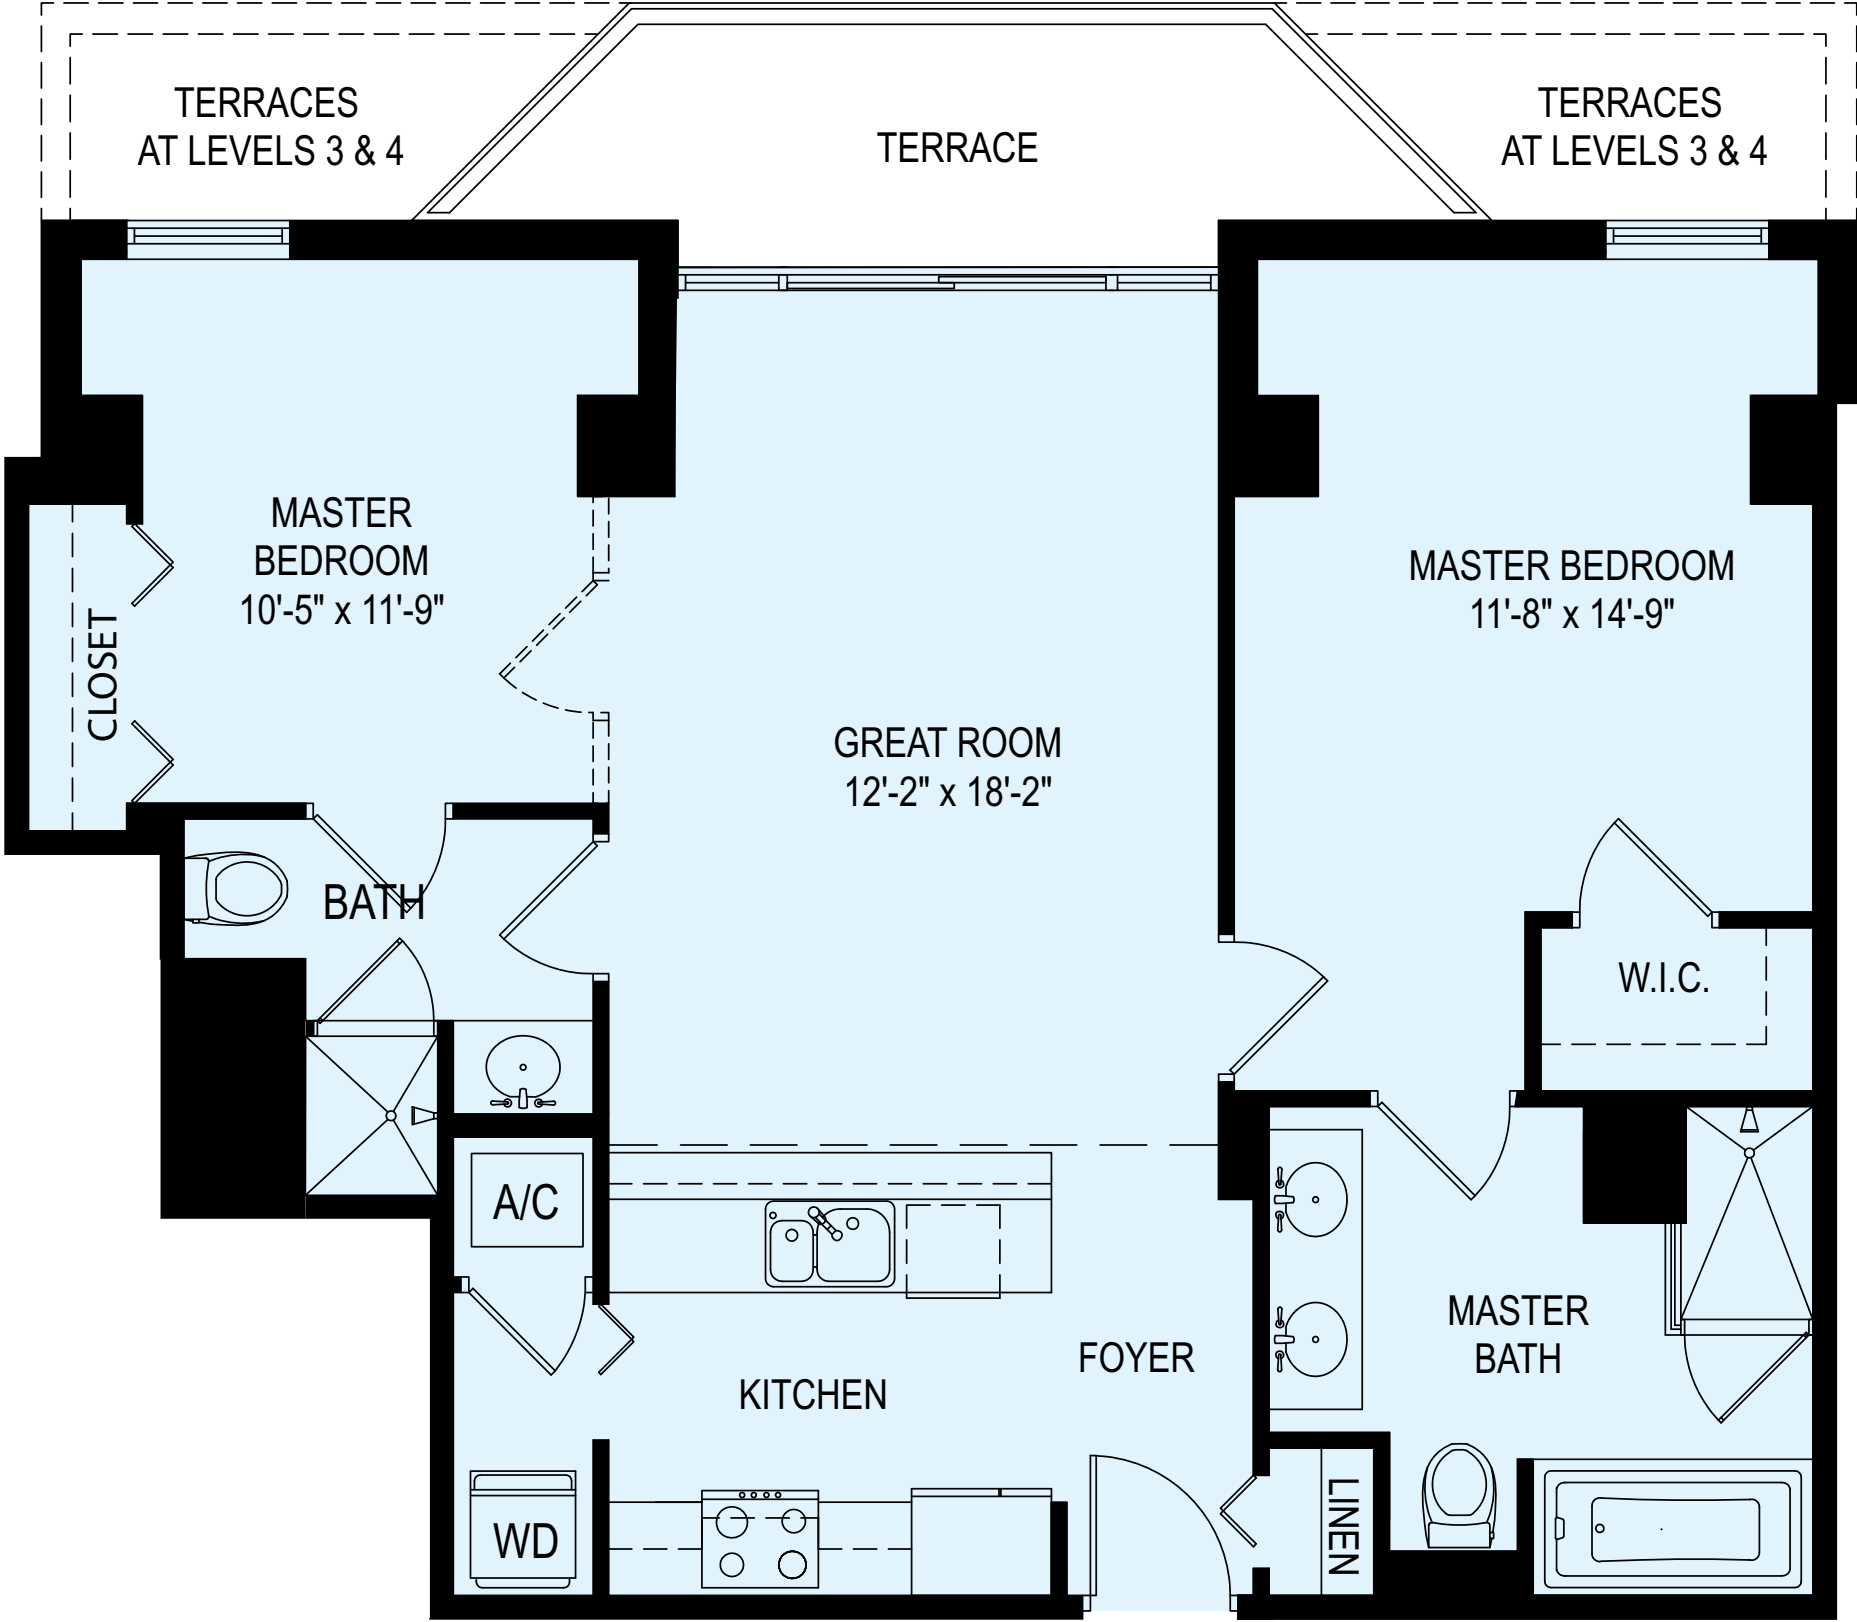 TERRACES
AT LEVELS 3 & 4
TERRACE
TERRACES
AT LEVELS 3 & 4
MASTER
BEDROOM
10'-5" x 11'-9"
CLOSET
MASTER BEDROOM
11'-8" x 14'-9"
GREAT ROOM
12'-2" x 18'-2"
BATH
W.I.C.
A/C
MASTER
BATH
FOYER
KITCHEN
WD
LINEN